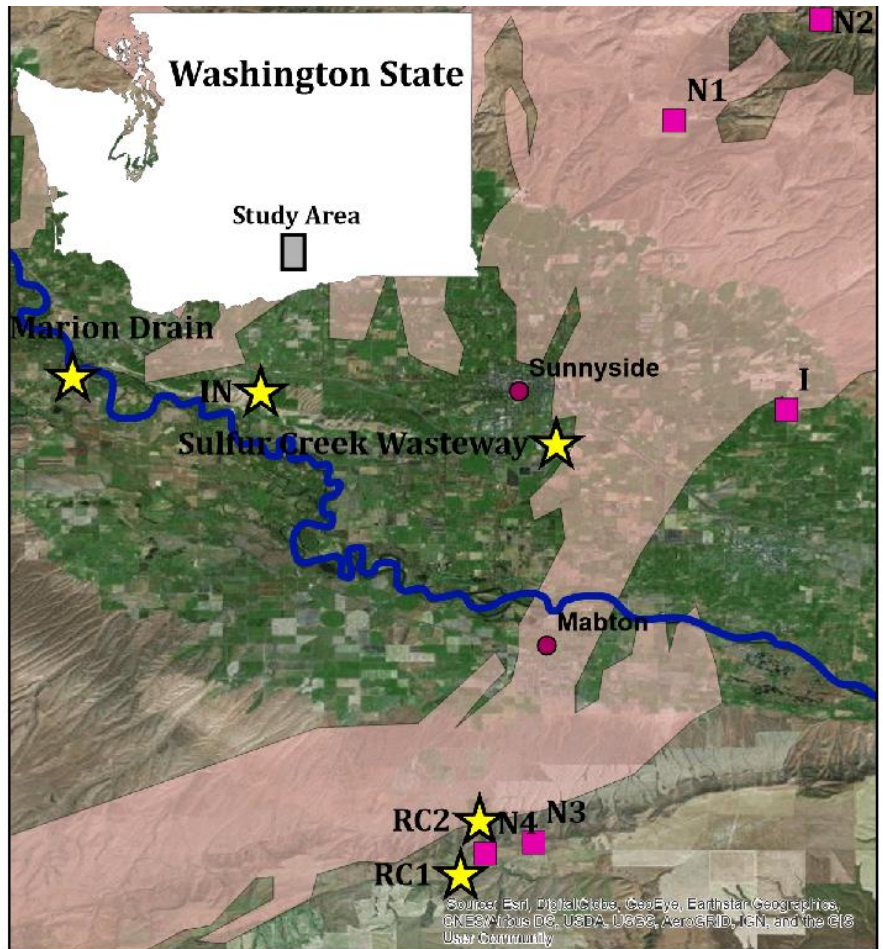 N2
Washington State
N1
Study Area
Marion Drain
Sunnyside
IN
I
Sulfur Creek Wasteway
Mabton
RC2
N4
N3
RC1
Source: Esri, DigitalGlobe, GeoEye, Earthstar Geographics,
CNES/Airbus DS, USDA, USGS, AeroGRID, IGN, and the GIS
User Community